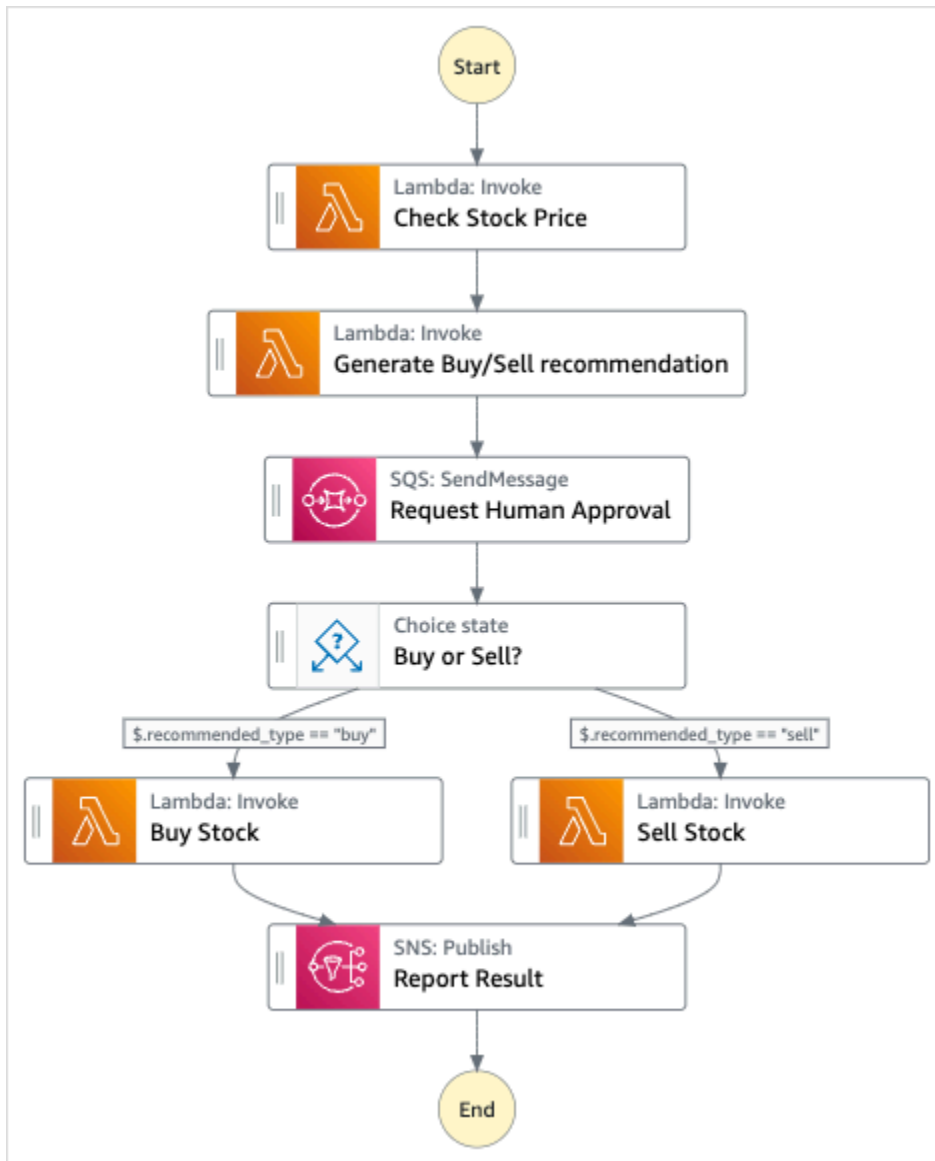 Start
Lambda: Invoke
Check Stock Price
Lambda: Invoke
Generate Buy/Sell recommendation
SQS: SendMessage
Request Human Approval
Choice state
Buy or Sell?
$.recommended_type == "buy"
$.recommended_type == "sell"
Lambda: Invoke
Buy Stock
Lambda: Invoke
Sell Stock
SNS: Publish
Report Result
End